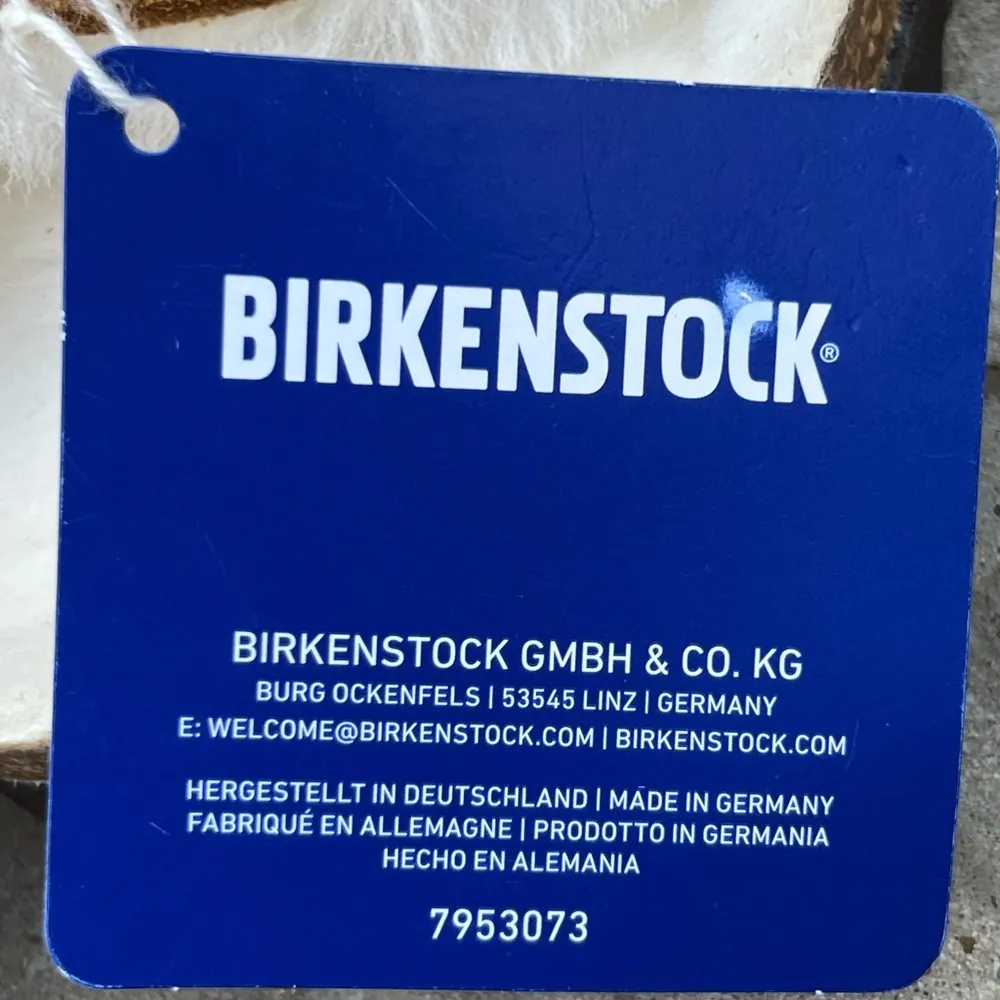 BIRKENSTOCK®
BIRKENSTOCK GMBH & CO. KG
BURG OCKENFELS | 53545 LINZ | GERMANY
E: WELCOME@BIRKENSTOCK.COM | BIRKENSTOCK.COM
HERGESTELLT IN DEUTSCHLAND | MADE IN GERMANY
FABRIQUÉ EN ALLEMAGNE | PRODOTTO IN GERMANIA
HECHO EN ALEMANIA
7953073